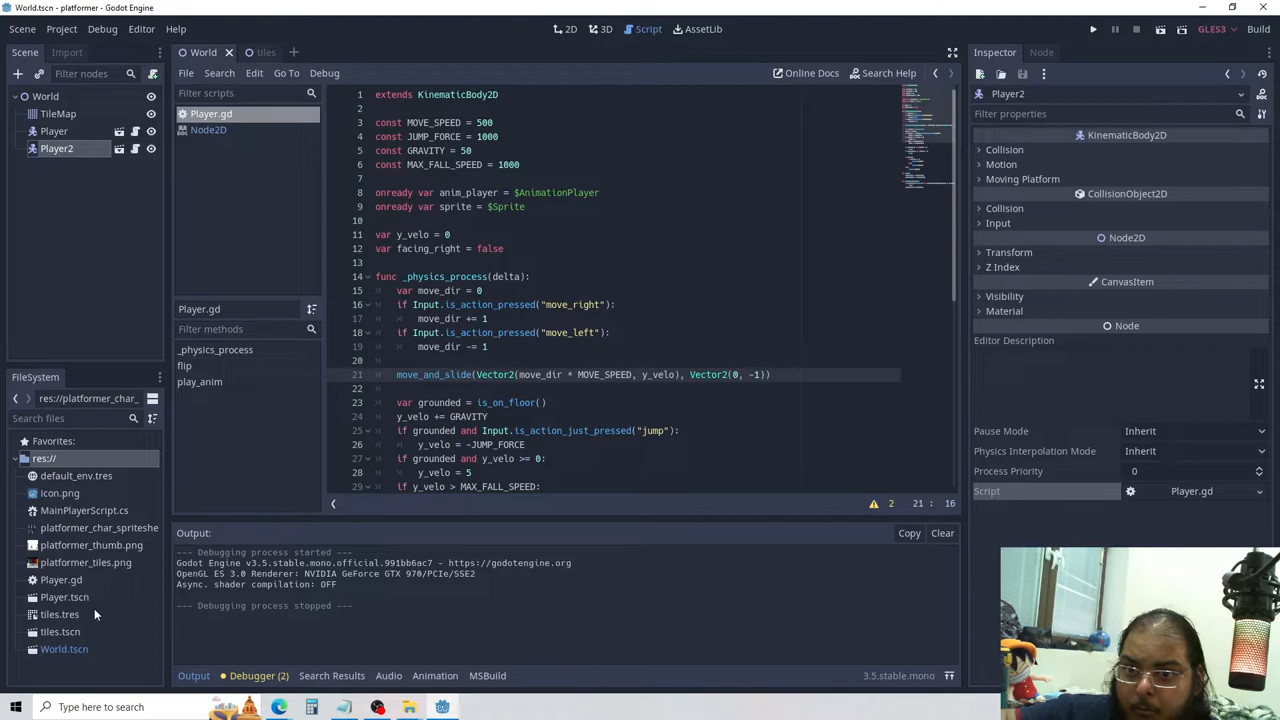 World.tscn - platformer - Godot Engine
Scene Project Debug Editor Help
2D 3D Script AssetLib
GLES3 Build
Scene Import
Filter nodes
World
TileMap
Player
Player2
World tiles
File Search Edit Go To Debug
Online Docs Search Help
Filter scripts
Player.gd
Node2D
Player.gd
Filter methods
_physics_process
flip
play_anim
1 extends KinematicBody2D
2
3 const MOVE_SPEED = 500
4 const JUMP_FORCE = 1000
5 const GRAVITY = 50
6 const MAX_FALL_SPEED = 1000
7
8 onready var anim_player = $AnimationPlayer
9 onready var sprite = $Sprite
10
11 var y_velo = 0
12 var facing_right = false
13
14 func _physics_process(delta):
15 var move_dir = 0
16 if Input.is_action_pressed("move_right"):
17 move_dir += 1
18 if Input.is_action_pressed("move_left"):
19 move_dir -= 1
20
21 move_and_slide(Vector2(move_dir * MOVE_SPEED, y_velo), Vector2(0, -1))
22
23 var grounded = is_on_floor()
24 y_velo += GRAVITY
25 if grounded and Input.is_action_just_pressed("jump"):
26 y_velo = -JUMP_FORCE
27 if grounded and y_velo >= 0:
28 y_velo = 5
29 if y_velo > MAX_FALL_SPEED:
2 21 : 16
FileSystem
res://platformer_char_
Search files
Favorites:
res://
default_env.tres
icon.png
MainPlayerScript.cs
platformer_char_spriteshe
platformer_thumb.png
platformer_tiles.png
Player.gd
Player.tscn
tiles.tres
tiles.tscn
World.tscn
Output: Copy Clear
--- Debugging process started ---
Godot Engine v3.5.stable.mono.official.991bb6ac7 - https://godotengine.org
OpenGL ES 3.0 Renderer: NVIDIA GeForce GTX 970/PCIe/SSE2
Async. shader compilation: OFF
--- Debugging process stopped ---
Output Debugger (2) Search Results Audio Animation MSBuild 3.5.stable.mono
Inspector Node
Player2
Filter properties
KinematicBody2D
Collision
Motion
Moving Platform
CollisionObject2D
Collision
Input
Node2D
Transform
Z Index
CanvasItem
Visibility
Material
Node
Editor Description
Pause Mode Inherit
Physics Interpolation Mode Inherit
Process Priority 0
Script Player.gd
Type here to search